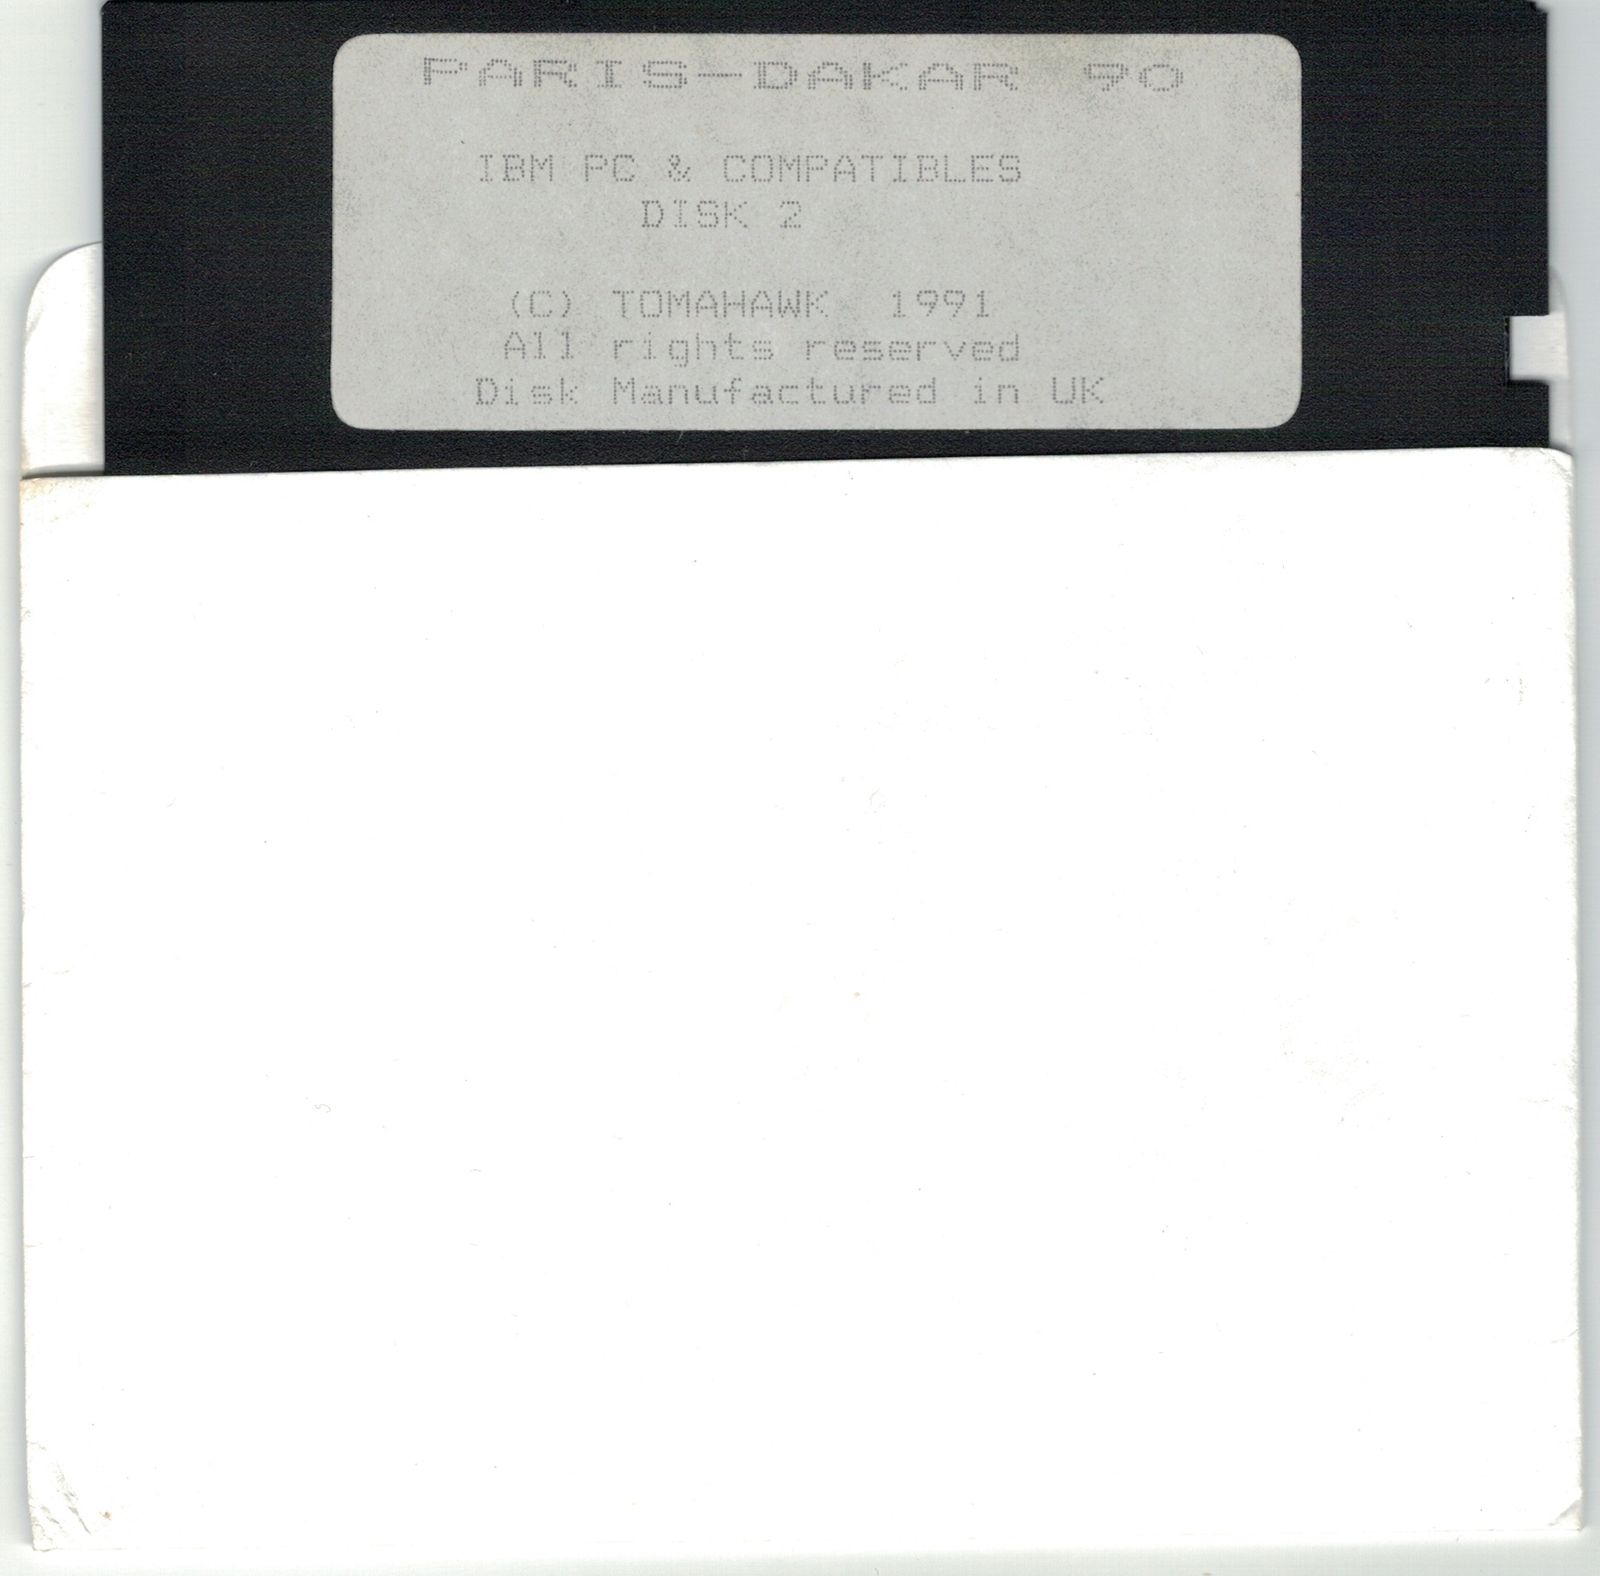 PARIS-DAKAR 90
IBM PC & COMPATIBLES
DISK 2
(C) TOMAHAWK 1991
All rights reserved
Disk Manufactured in UK